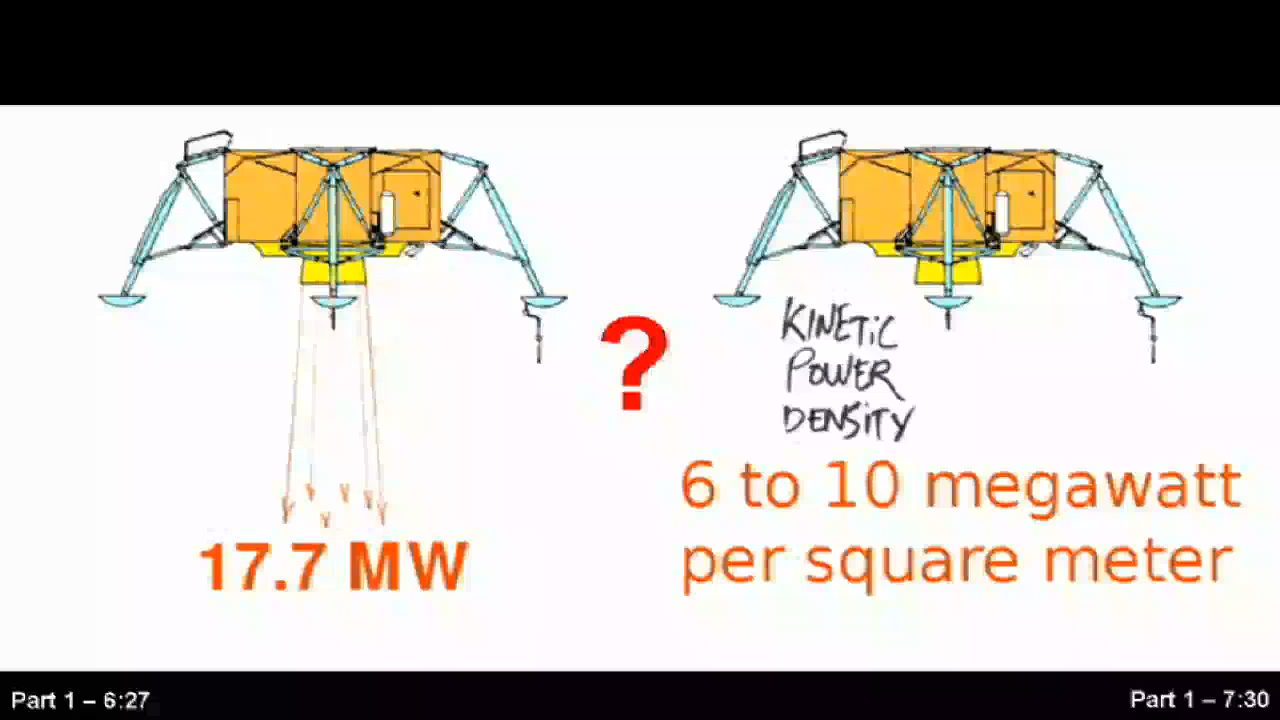 ?
KINETIC
POWER
DENSITY
17.7 MW
6 to 10 megawatt
per square meter
Part 1 – 6:27
Part 1 – 7:30